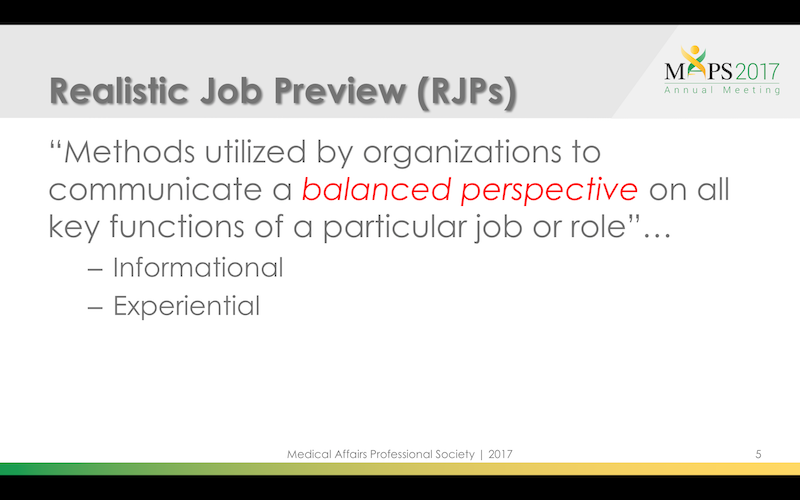 Realistic Job Preview (RJPs)
MAPS 2017
Annual Meeting
“Methods utilized by organizations to
communicate a balanced perspective on all
key functions of a particular job or role”…
– Informational
– Experiential
Medical Affairs Professional Society | 2017
5